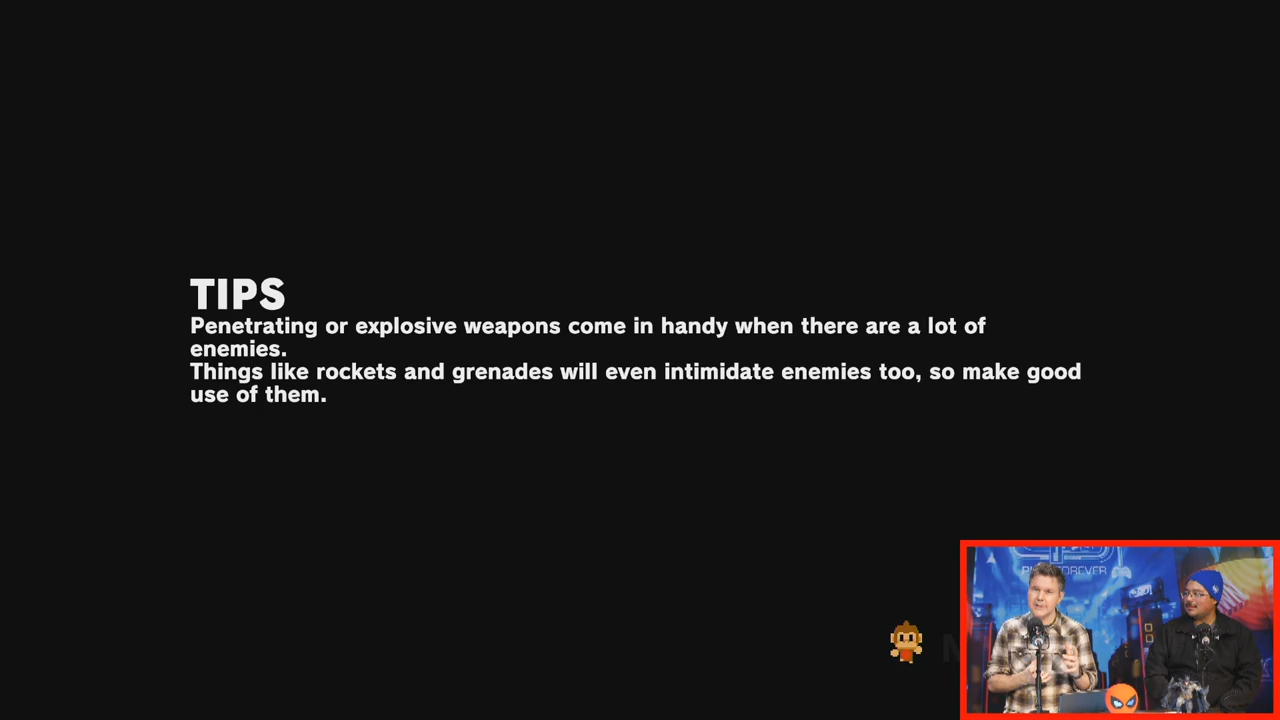 TIPS
Penetrating or explosive weapons come in handy when there are a lot of
enemies.
Things like rockets and grenades will even intimidate enemies too, so make good
use of them.